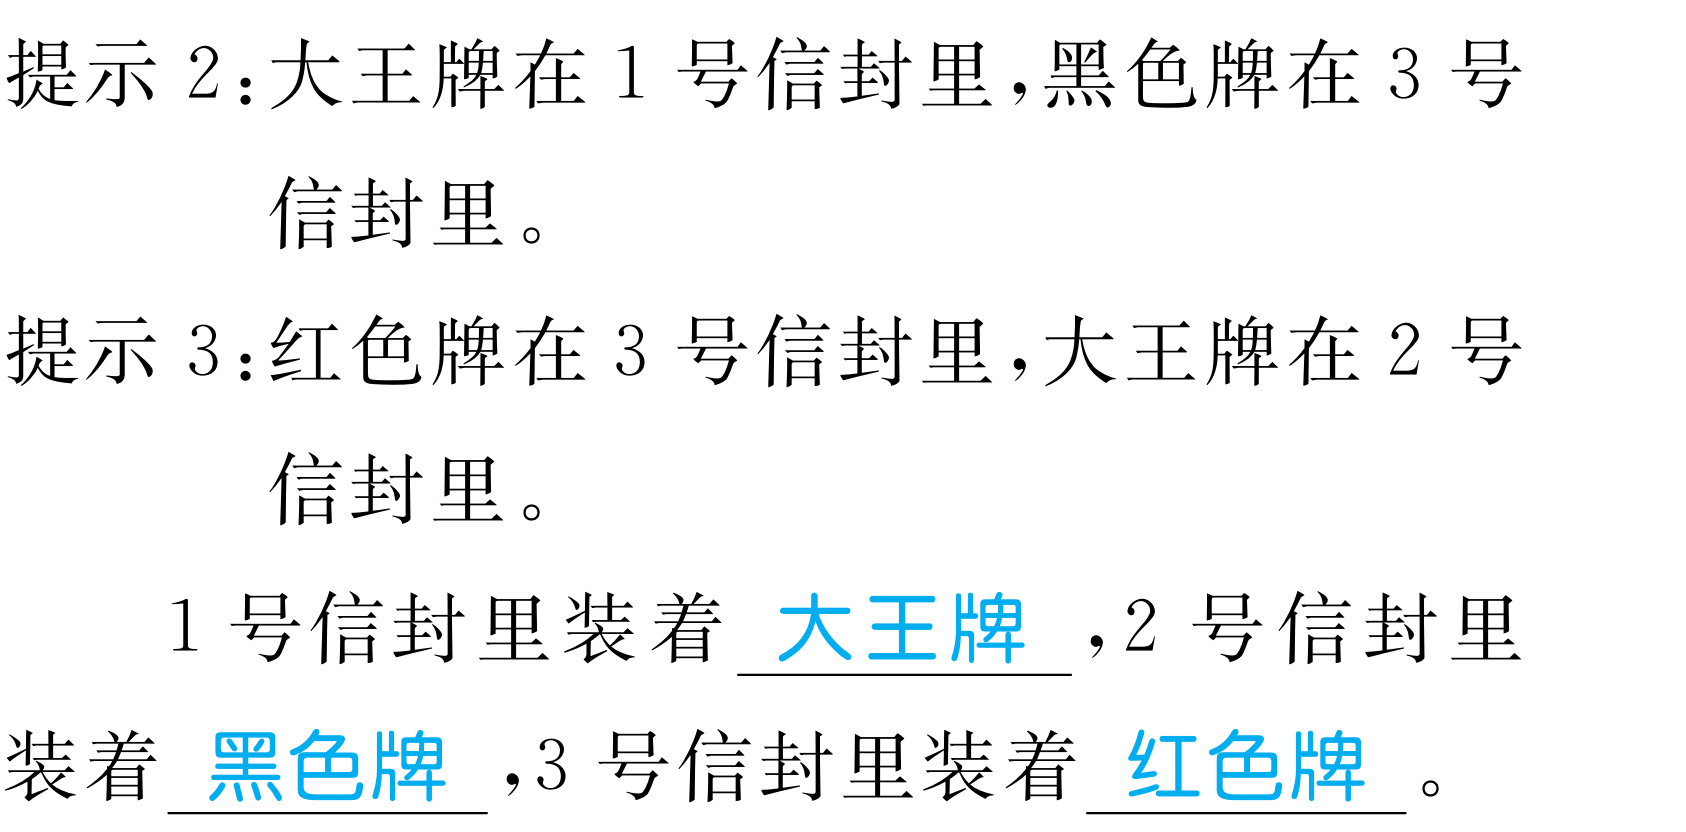 提示 2:大王牌在 1 号信封里,黑色牌在 3 号
信封里。
提示 3:红色牌在 3 号信封里,大王牌在 2 号
信封里。
1 号信封里装着 大王牌 ,2 号信封里
装着 黑色牌 ,3 号信封里装着 红色牌 。